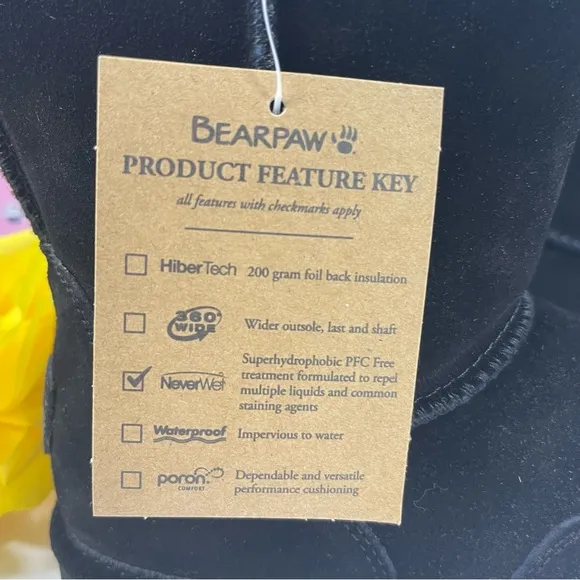 BEARPAW
PRODUCT FEATURE KEY
all features with checkmarks apply
HiberTech 200 gram foil back insulation
360° WIDE Wider outsole, last and shaft
Superhydrophobic PFC Free
NeverWet treatment formulated to repel
multiple liquids and common
staining agents
Waterproof Impervious to water
poron COMFORT Dependable and versatile
performance cushioning